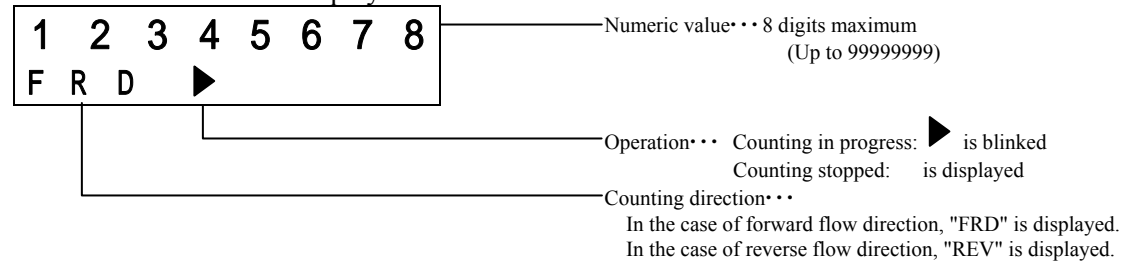 1 2 3 4 5 6 7 8
F R D ▶
Numeric value･･･ 8 digits maximum
(Up to 99999999)
Operation･･･ Counting in progress: ▶ is blinked
Counting stopped: is displayed
Counting direction･･･
In the case of forward flow direction, "FRD" is displayed.
In the case of reverse flow direction, "REV" is displayed.